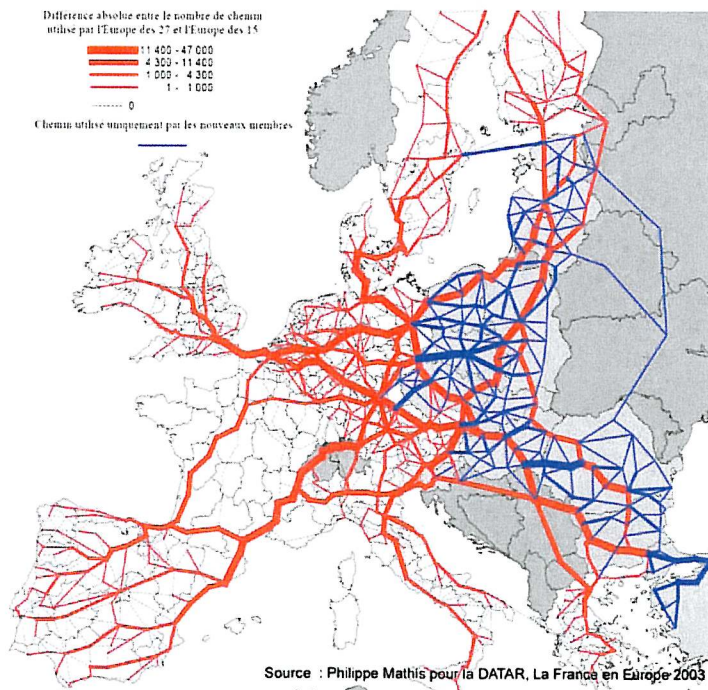 Différence absolue entre le nombre de chemin
utilisé par l'Europe des 27 et l'Europe des 15
11 400 - 47 000
4 300 - 11 400
1 000 - 4 300
1 - 1 000
0
Chemin utilisé uniquement par les nouveaux membres
Source : Philippe Mathis pour la DATAR, La France en Europe 2003